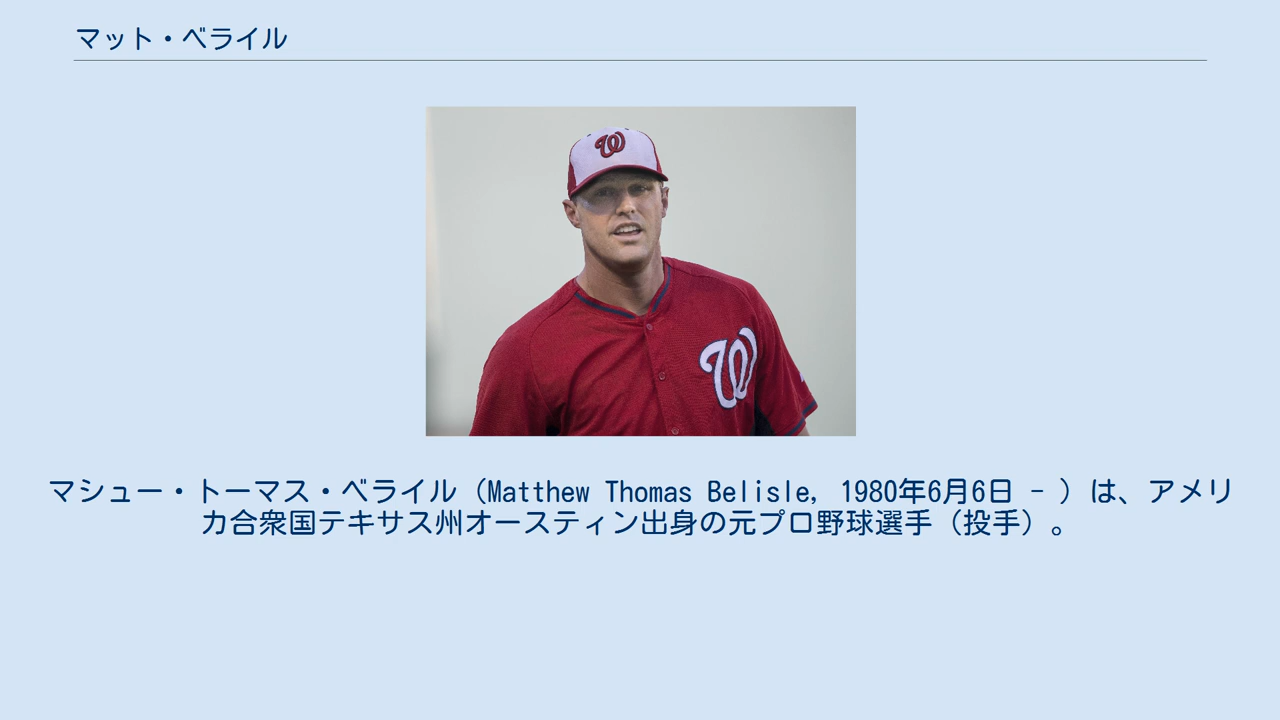 マット・ベライル
W
W
マシュー・トーマス・ベライル（Matthew Thomas Belisle, 1980年6月6日 - ）は、アメリ
カ合衆国テキサス州オースティン出身の元プロ野球選手（投手）。